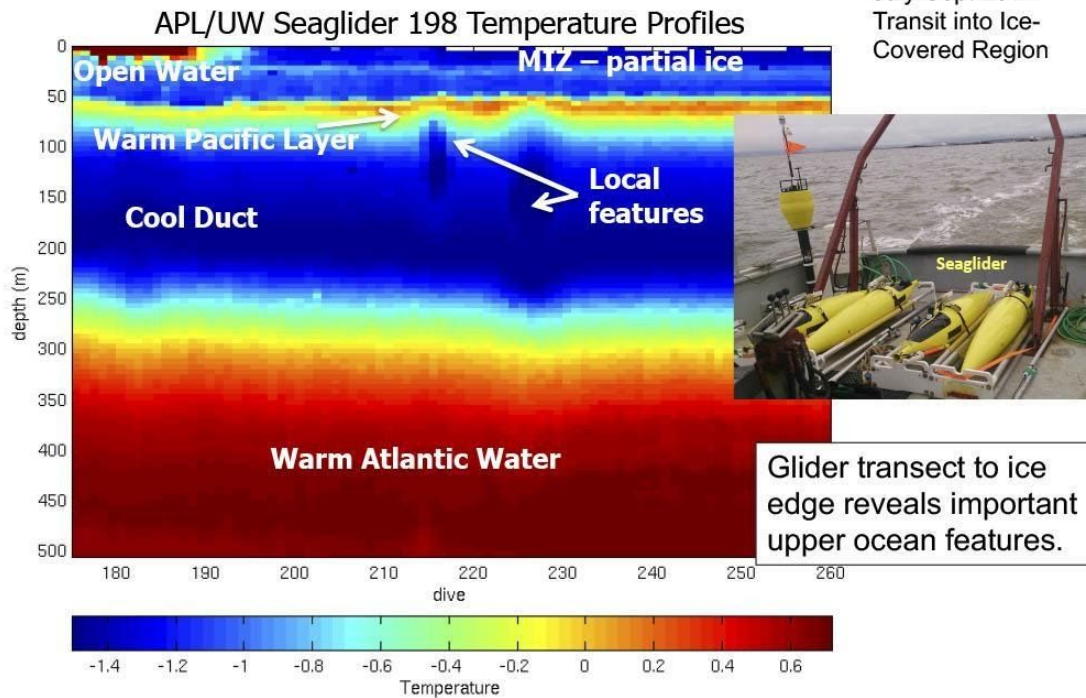 APL/UW Seaglider 198 Temperature Profiles
Transit into Ice-
Covered Region
0
50
100
150
200
250
300
350
400
450
500
depth (m)
Open Water
MIZ – partial ice
Warm Pacific Layer
Local
features
Cool Duct
Warm Atlantic Water
180
190
200
210
220
230
240
250
260
dive
Seaglider
Glider transect to ice
edge reveals important
upper ocean features.
-1.4
-1.2
-1
-0.8
-0.6
-0.4
-0.2
0
0.2
0.4
0.6
Temperature